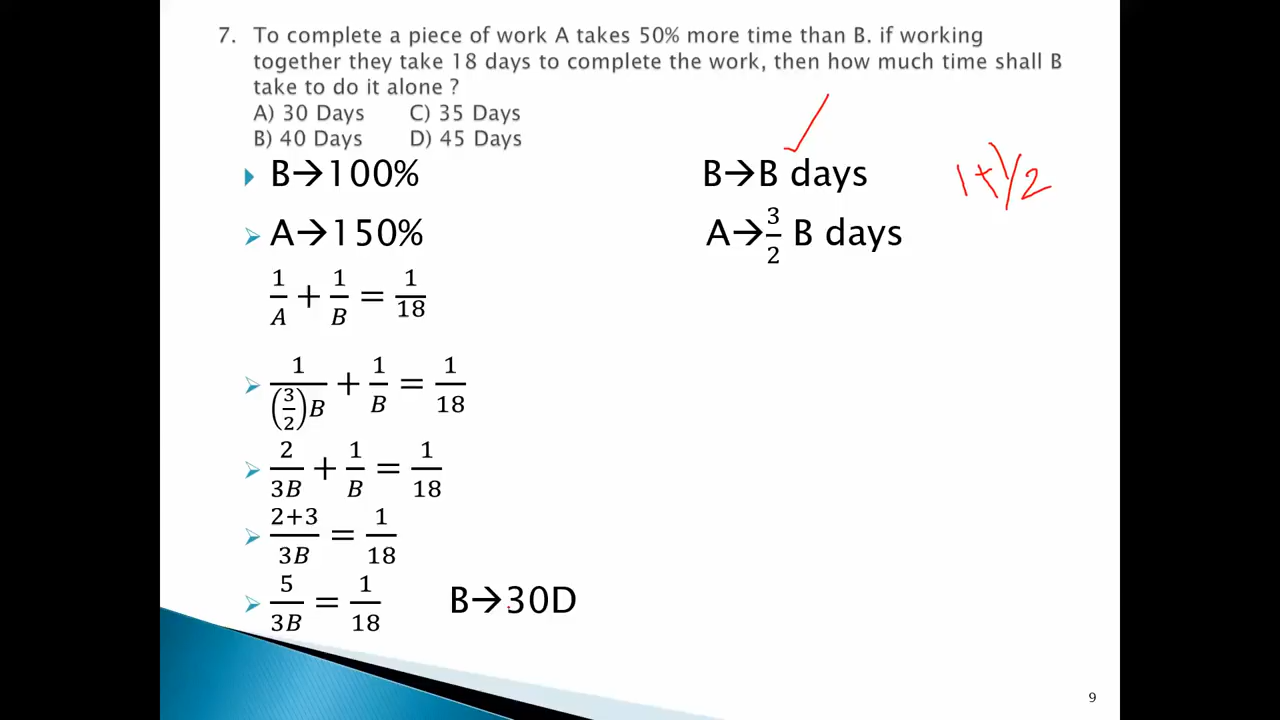 7. To complete a piece of work A takes 50% more time than B. if working
together they take 18 days to complete the work, then how much time shall B
take to do it alone ?
A) 30 Days C) 35 Days
B) 40 Days D) 45 Days
B→100% B→B days 1+1/2
A→150% A→3/2 B days
1/A + 1/B = 1/18
1/(3/2)B + 1/B = 1/18
2/3B + 1/B = 1/18
2+3/3B = 1/18
5/3B = 1/18 B→30D
9